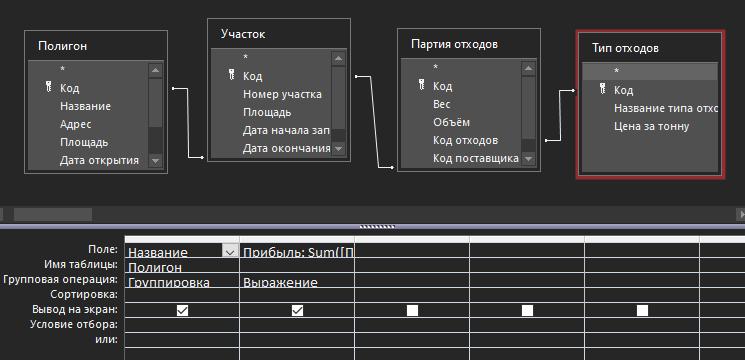 Полигон
*
Код
Название
Адрес
Площадь
Дата открытия
Участок
*
Код
Номер участка
Площадь
Дата начала зап
Дата окончания
Партия отходов
*
Код
Вес
Объём
Код отходов
Код поставщика
Тип отходов
*
Код
Название типа отхо
Цена за тонну
Поле: Название Прибыль: Sum([П
Имя таблицы: Полигон
Групповая операция: Группировка Выражение
Сортировка:
Вывод на экран:
Условие отбора:
или: